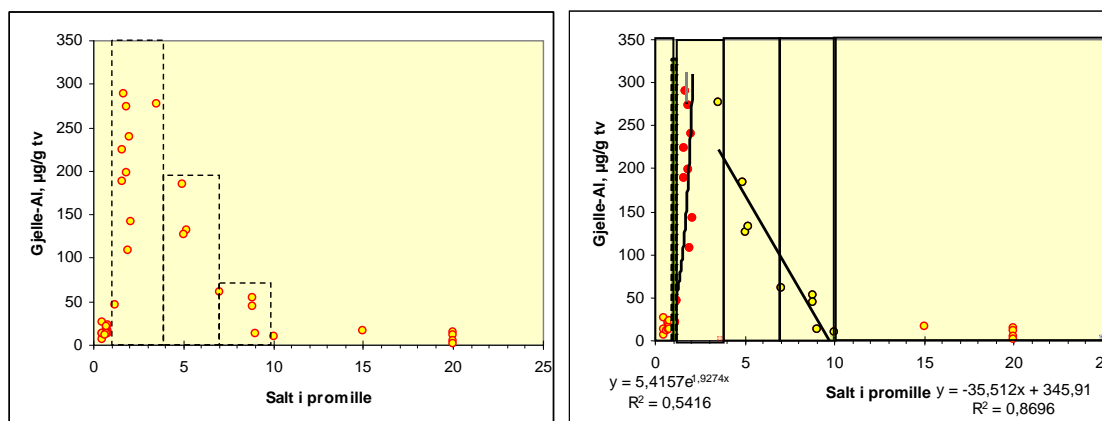 350
300
250
200
150
100
50
0
Gjelle-Al, µg/g tv
0 5 10 15 20 25
Salt i promille
350
300
250
200
150
100
50
0
Gjelle-Al, µg/g tv
0 5 10 15 20 25
Salt i promille
y = 5,4157e^1,9274x
R² = 0,5416
y = -35,512x + 345,91
R² = 0,8696